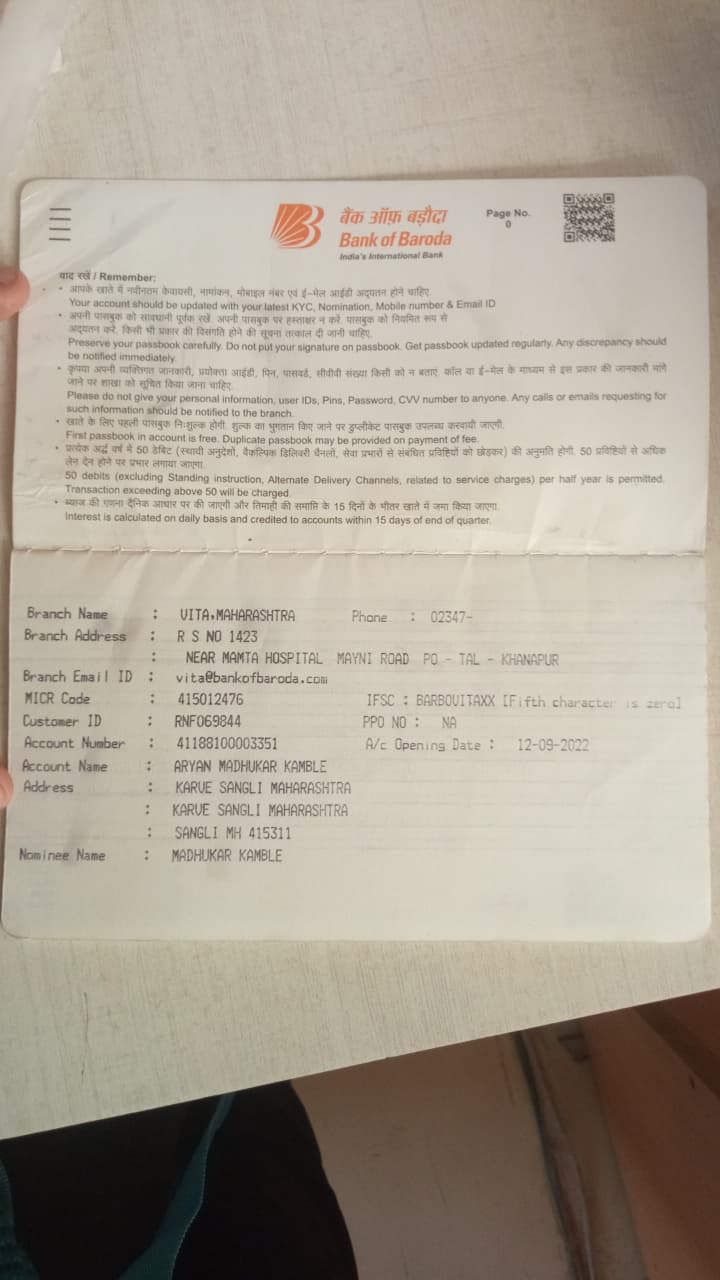 बैंक ऑफ़ बड़ौदा
Bank of Baroda
India's International Bank
Page No.
0
याद रखें / Remember:
• आपके खाते में नवीनतम केवायसी, नामांकन, मोबाइल नंबर एवं ई-मेल आईडी अद्यतन होने चाहिए.
Your account should be updated with your latest KYC, Nomination, Mobile number & Email ID
• अपनी पासबुक को सावधानी पूर्वक रखें. अपनी पासबुक पर हस्ताक्षर न करें. पासबुक को नियमित रूप से
अद्यतन करें. किसी भी प्रकार की विसंगति होने की सूचना तत्काल दी जानी चाहिए.
Preserve your passbook carefully. Do not put your signature on passbook. Get passbook updated regularly. Any discrepancy should
be notified immediately.
• कृपया अपनी व्यक्तिगत जानकारी, प्रयोक्ता आईडी, पिन, पासवर्ड, सीवीवी संख्या किसी को न बताएं. कॉल या ई-मेल के माध्यम से इस प्रकार की जानकारी मांगे
जाने पर शाखा को सूचित किया जाना चाहिए.
Please do not give your personal information, user IDs, Pins, Password, CVV number to anyone. Any calls or emails requesting for
such information should be notified to the branch.
• खाते के लिए पहली पासबुक निःशुल्क होगी. शुल्क का भुगतान किए जाने पर डुप्लीकेट पासबुक उपलब्ध करवायी जाएगी.
First passbook in account is free. Duplicate passbook may be provided on payment of fee.
• प्रत्येक अर्द्ध वर्ष में 50 डेबिट (स्थायी अनुदेशों, वैकल्पिक डिलिवरी चैनलों, सेवा प्रभारों से संबंधित प्रविष्टियों को छोड़कर) की अनुमति होगी. 50 प्रविष्टियों से अधिक
लेन देन होने पर प्रभार लगाया जाएगा.
50 debits (excluding Standing instruction, Alternate Delivery Channels, related to service charges) per half year is permitted.
Transaction exceeding above 50 will be charged.
• ब्याज की गणना दैनिक आधार पर की जाएगी और तिमाही की समाप्ति के 15 दिनों के भीतर खाते में जमा किया जाएगा.
Interest is calculated on daily basis and credited to accounts within 15 days of end of quarter.
Branch Name : VITA,MAHARASHTRA Phone : 02347-
Branch Address : R S NO 1423
: NEAR MAMTA HOSPITAL MAYNI ROAD PO - TAL - KHANAPUR
Branch Email ID : vita@bankofbaroda.com
MICR Code : 415012476 IFSC : BARB0VITAXX [Fifth character is zero]
Customer ID : RNF069844 PPO NO : NA
Account Number : 41188100003351 A/c Opening Date : 12-09-2022
Account Name : ARYAN MADHUKAR KAMBLE
Address : KARVE SANGLI MAHARASHTRA
: KARVE SANGLI MAHARASHTRA
: SANGLI MH 415311
Nominee Name : MADHUKAR KAMBLE